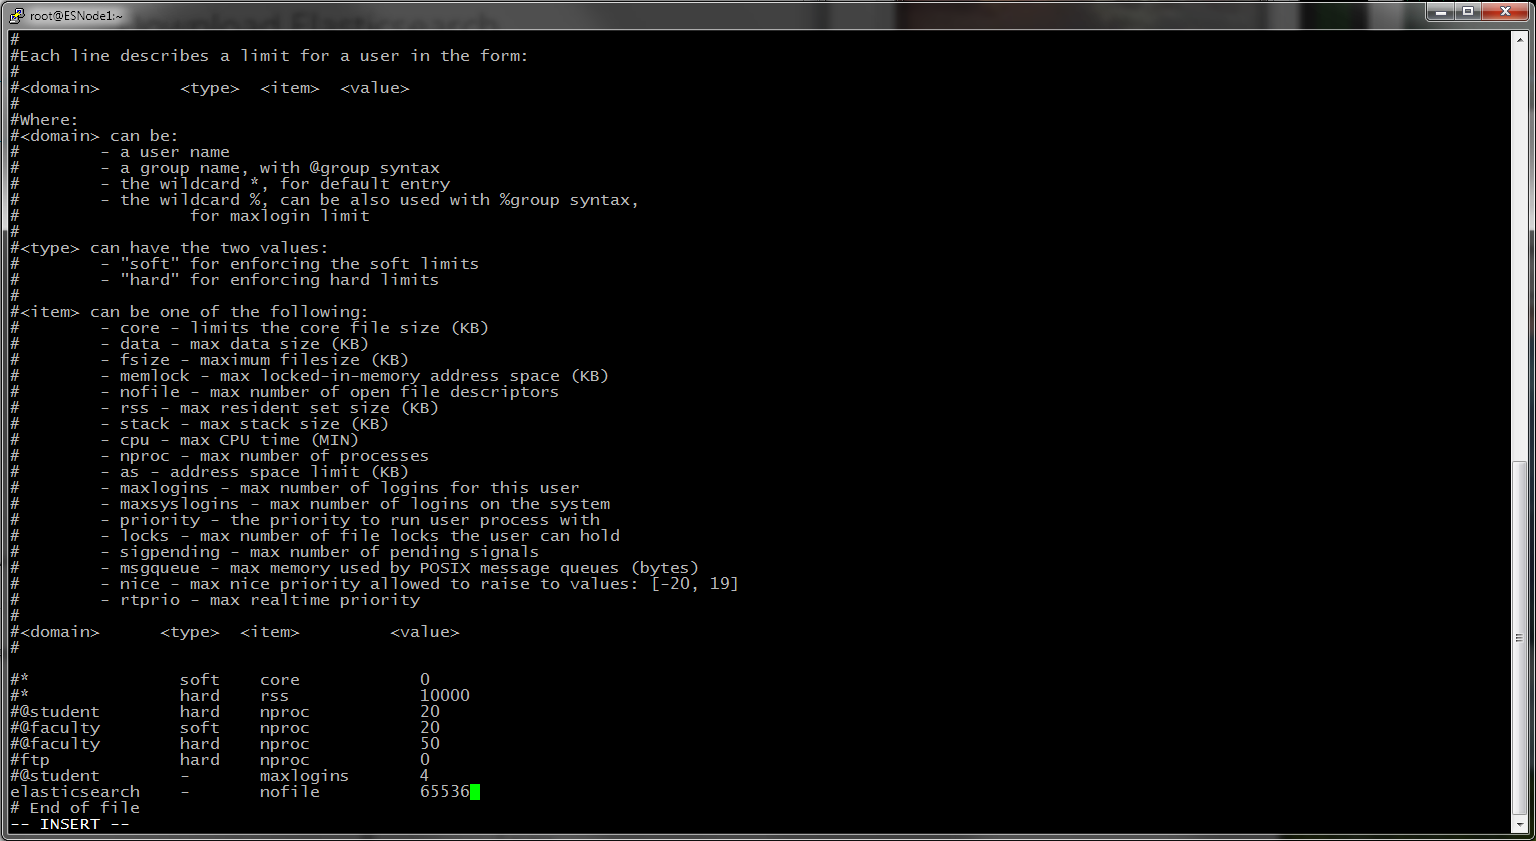 root@ESNode1:~
#
#Each line describes a limit for a user in the form:
#
#<domain>        <type>  <item>  <value>
#
#Where:
#<domain> can be:
#        - a user name
#        - a group name, with @group syntax
#        - the wildcard *, for default entry
#        - the wildcard %, can be also used with %group syntax,
#                 for maxlogin limit
#
#<type> can have the two values:
#        - "soft" for enforcing the soft limits
#        - "hard" for enforcing hard limits
#
#<item> can be one of the following:
#        - core - limits the core file size (KB)
#        - data - max data size (KB)
#        - fsize - maximum filesize (KB)
#        - memlock - max locked-in-memory address space (KB)
#        - nofile - max number of open file descriptors
#        - rss - max resident set size (KB)
#        - stack - max stack size (KB)
#        - cpu - max CPU time (MIN)
#        - nproc - max number of processes
#        - as - address space limit (KB)
#        - maxlogins - max number of logins for this user
#        - maxsyslogins - max number of logins on the system
#        - priority - the priority to run user process with
#        - locks - max number of file locks the user can hold
#        - sigpending - max number of pending signals
#        - msgqueue - max memory used by POSIX message queues (bytes)
#        - nice - max nice priority allowed to raise to values: [-20, 19]
#        - rtprio - max realtime priority
#
#<domain>      <type>  <item>         <value>
#
#*               soft    core            0
#*               hard    rss             10000
#@student        hard    nproc           20
#@faculty        soft    nproc           20
#@faculty        hard    nproc           50
#ftp             hard    nproc           0
#@student        -       maxlogins       4
elasticsearch    -       nofile          65536
# End of file
-- INSERT --